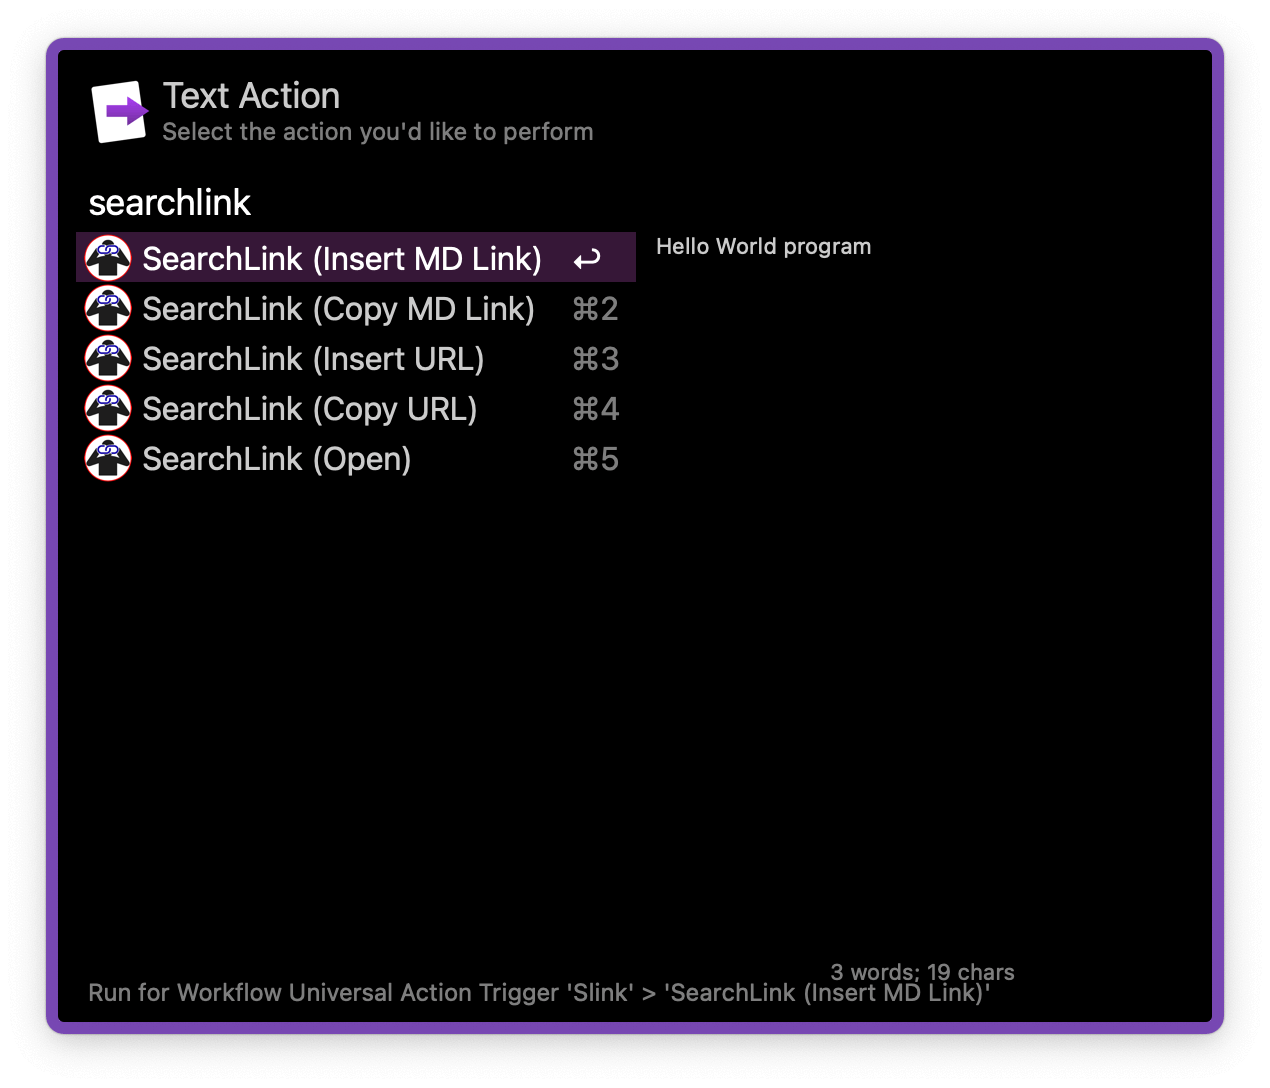 Text Action
Select the action you'd like to perform
searchlink
SearchLink (Insert MD Link) ↩
Hello World program
SearchLink (Copy MD Link) ⌘2
SearchLink (Insert URL) ⌘3
SearchLink (Copy URL) ⌘4
SearchLink (Open) ⌘5
3 words; 19 chars
Run for Workflow Universal Action Trigger 'Slink' > 'SearchLink (Insert MD Link)'